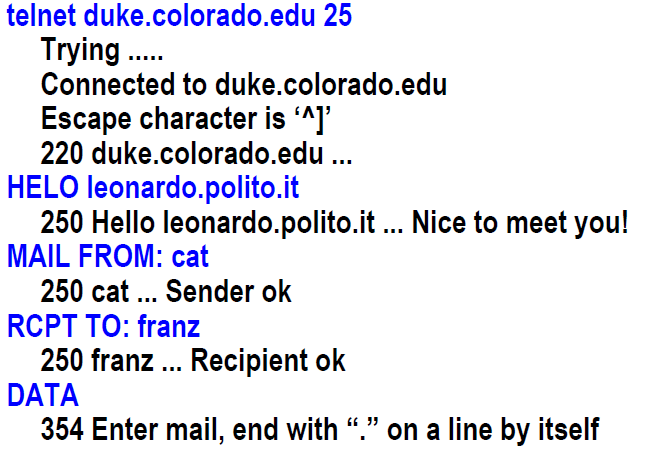 telnet duke.colorado.edu 25
Trying .....
Connected to duke.colorado.edu
Escape character is ‘^]’
220 duke.colorado.edu ...
HELO leonardo.polito.it
250 Hello leonardo.polito.it ... Nice to meet you!
MAIL FROM: cat
250 cat ... Sender ok
RCPT TO: franz
250 franz ... Recipient ok
DATA
354 Enter mail, end with “.” on a line by itself